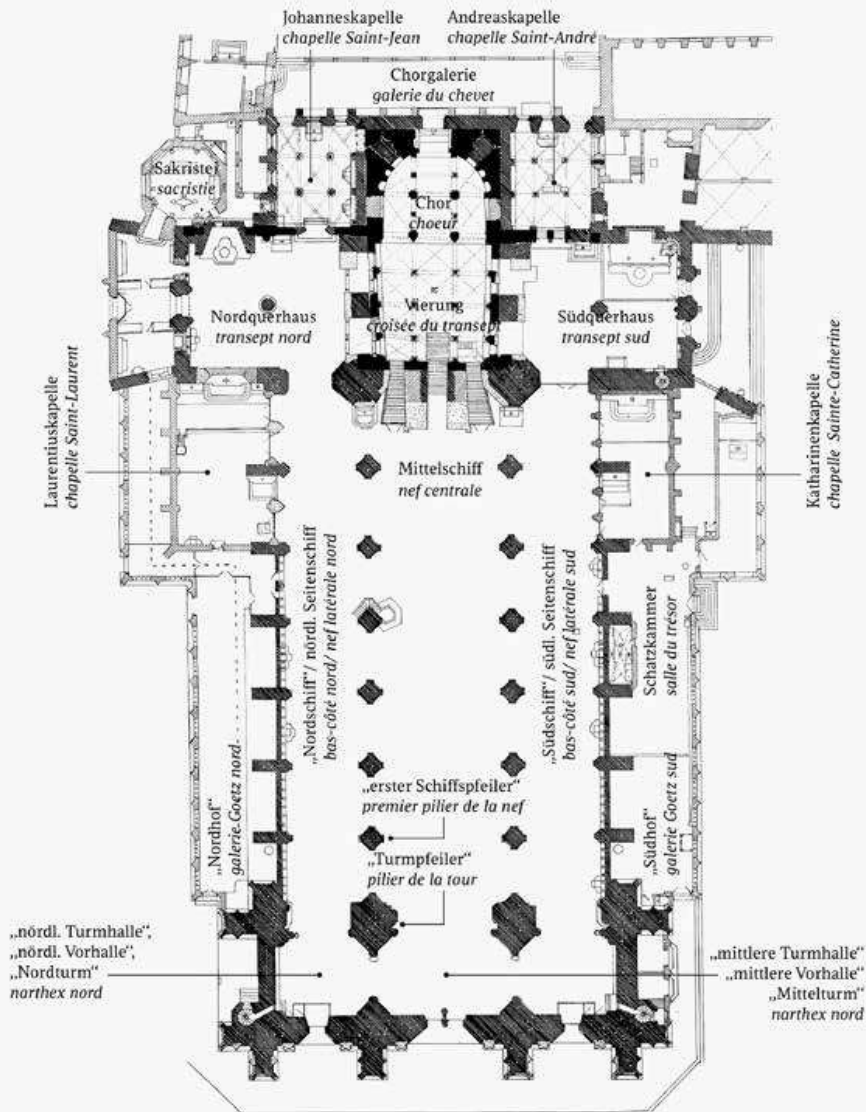 Johanneskapelle
chapelle Saint-Jean
Andreaskapelle
chapelle Saint-André
Chorgalerie
galerie du chevet
Sakristei
sacristie
Chor
choeur
Nordquerhaus
transept nord
Vierung
croisée du transept
Südquerhaus
transept sud
Laurentiuskapelle
chapelle Saint-Laurent
Mittelschiff
nef centrale
Katharinenkapelle
chapelle Sainte-Catherine
„Nordschiff“/ nördl. Seitenschiff
bas-côté nord/ nef latérale nord
„Südschiff“/ südl. Seitenschiff
bas-côté sud/ nef latérale sud
Schatzkammer
salle du trésor
„Nordhof“
galerie Goetz nord
„erster Schiffspfeiler“
premier pilier de la nef
„Südhof“
galerie Goetz sud
„Turmpfeiler“
pilier de la tour
„nördl. Turmhalle“,
„nördl. Vorhalle“,
„Nordturm“
narthex nord
„mittlere Turmhalle“
„mittlere Vorhalle“
„Mittelturm“
narthex nord